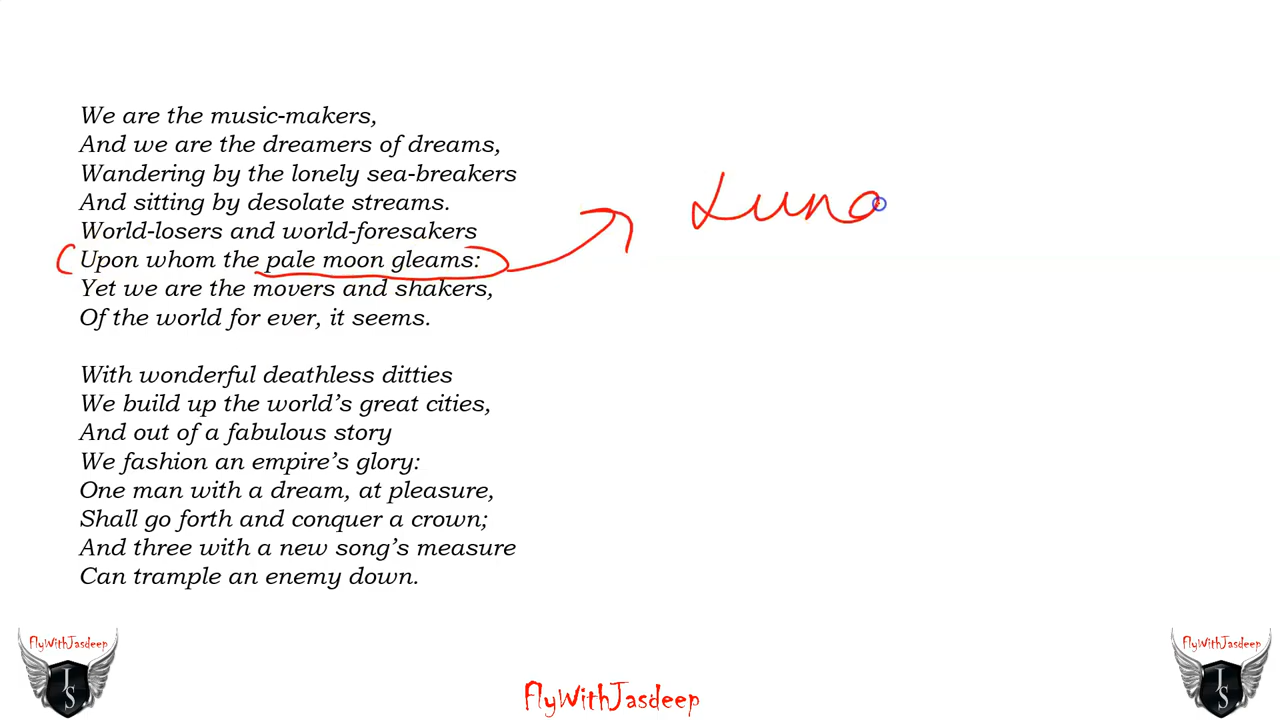 We are the music-makers,
And we are the dreamers of dreams,
Wandering by the lonely sea-breakers
And sitting by desolate streams.
World-losers and world-foresakers
Upon whom the pale moon gleams:
Yet we are the movers and shakers,
Of the world for ever, it seems.
With wonderful deathless ditties
We build up the world's great cities,
And out of a fabulous story
We fashion an empire's glory:
One man with a dream, at pleasure,
Shall go forth and conquer a crown;
And three with a new song's measure
Can trample an enemy down.
Luna
FlyWithJasdeep
JS
FlyWithJasdeep
FlyWithJasdeep
JS